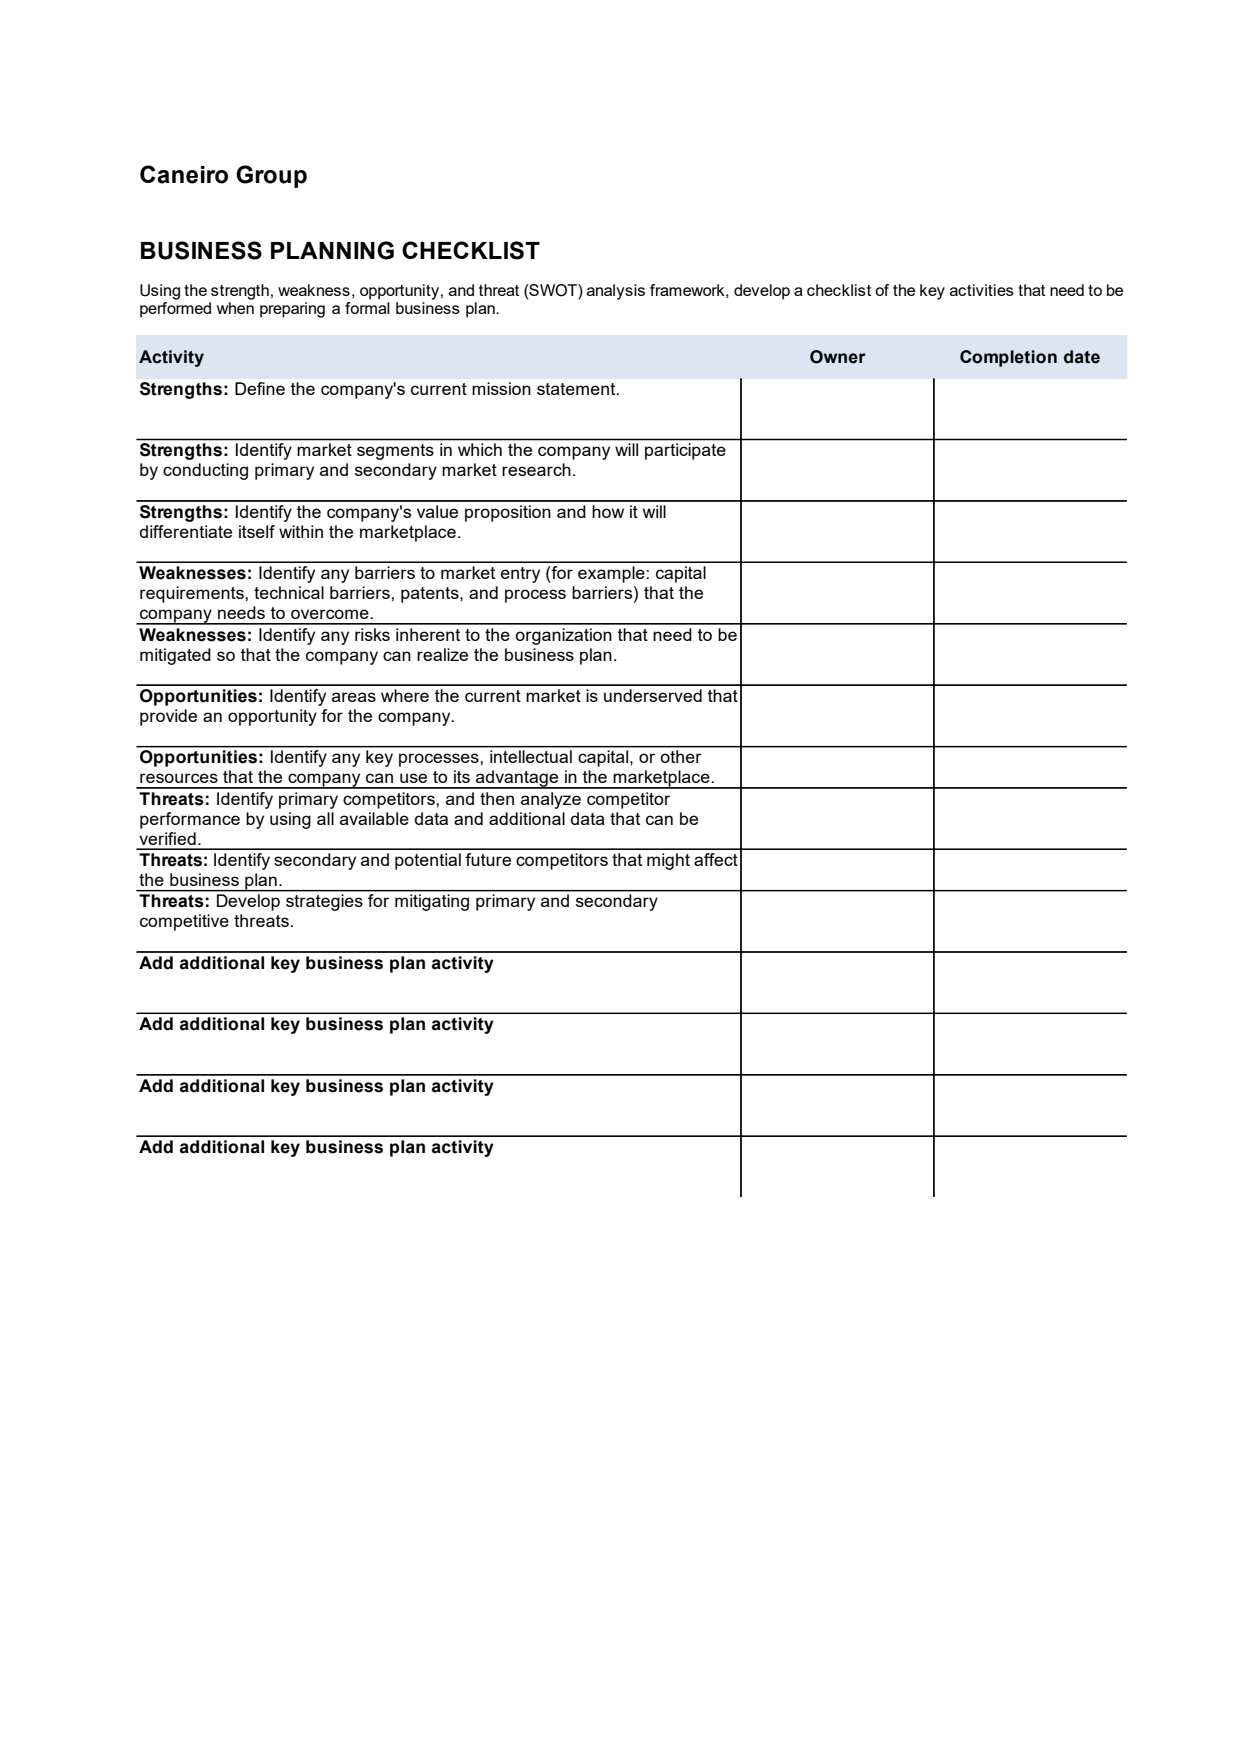 Caneiro Group
BUSINESS PLANNING CHECKLIST
Using the strength, weakness, opportunity, and threat (SWOT) analysis framework, develop a checklist of the key activities that need to be
performed when preparing a formal business plan.
Activity Owner Completion date
Strengths: Define the company's current mission statement.
Strengths: Identify market segments in which the company will participate
by conducting primary and secondary market research.
Strengths: Identify the company's value proposition and how it will
differentiate itself within the marketplace.
Weaknesses: Identify any barriers to market entry (for example: capital
requirements, technical barriers, patents, and process barriers) that the
company needs to overcome.
Weaknesses: Identify any risks inherent to the organization that need to be
mitigated so that the company can realize the business plan.
Opportunities: Identify areas where the current market is underserved that
provide an opportunity for the company.
Opportunities: Identify any key processes, intellectual capital, or other
resources that the company can use to its advantage in the marketplace.
Threats: Identify primary competitors, and then analyze competitor
performance by using all available data and additional data that can be
verified.
Threats: Identify secondary and potential future competitors that might affect
the business plan.
Threats: Develop strategies for mitigating primary and secondary
competitive threats.
Add additional key business plan activity
Add additional key business plan activity
Add additional key business plan activity
Add additional key business plan activity